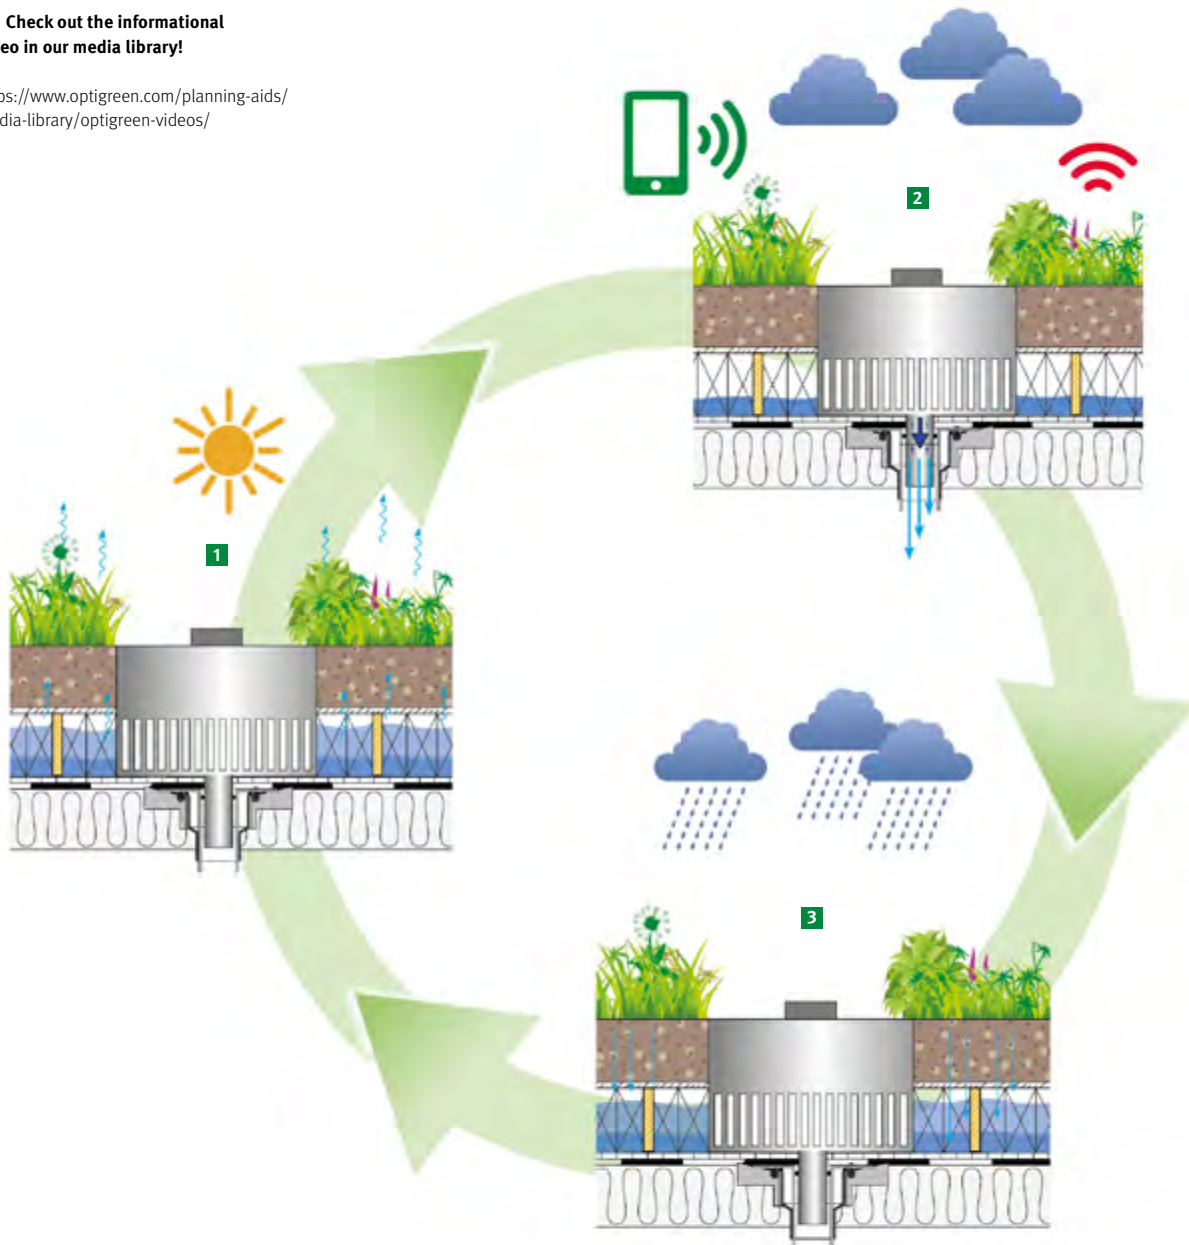 Check out the informational
eo in our media library!
ps://www.optigreen.com/planning-aids/
dia-library/optigreen-videos/
2
1
3